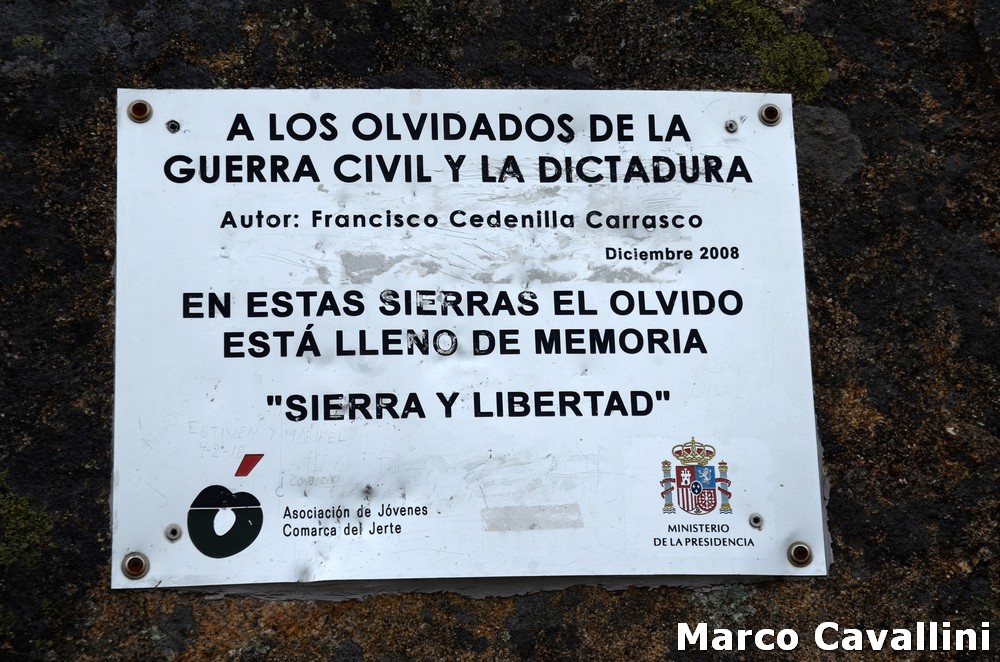 A LOS OLVIDADOS DE LA
GUERRA CIVIL Y LA DICTADURA
Autor: Francisco Cedenilla Carrasco
Diciembre 2008
EN ESTAS SIERRAS EL OLVIDO
ESTÁ LLENO DE MEMORIA
"SIERRA Y LIBERTAD"
Asociación de Jóvenes
Comarca del Jerte
MINISTERIO
DE LA PRESIDENCIA
Marco Cavallini